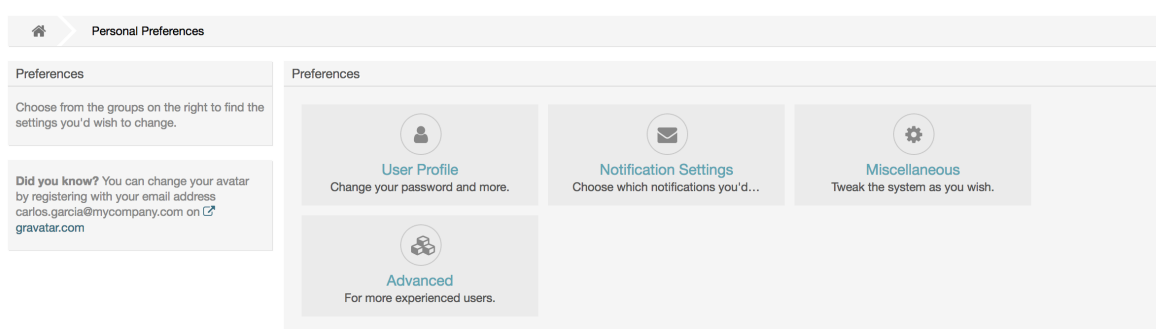 Personal Preferences
Preferences
Choose from the groups on the right to find the
settings you'd wish to change.
Did you know? You can change your avatar
by registering with your email address
carlos.garcia@mycompany.com on
gravatar.com
Preferences
User Profile
Change your password and more.
Notification Settings
Choose which notifications you'd...
Miscellaneous
Tweak the system as you wish.
Advanced
For more experienced users.